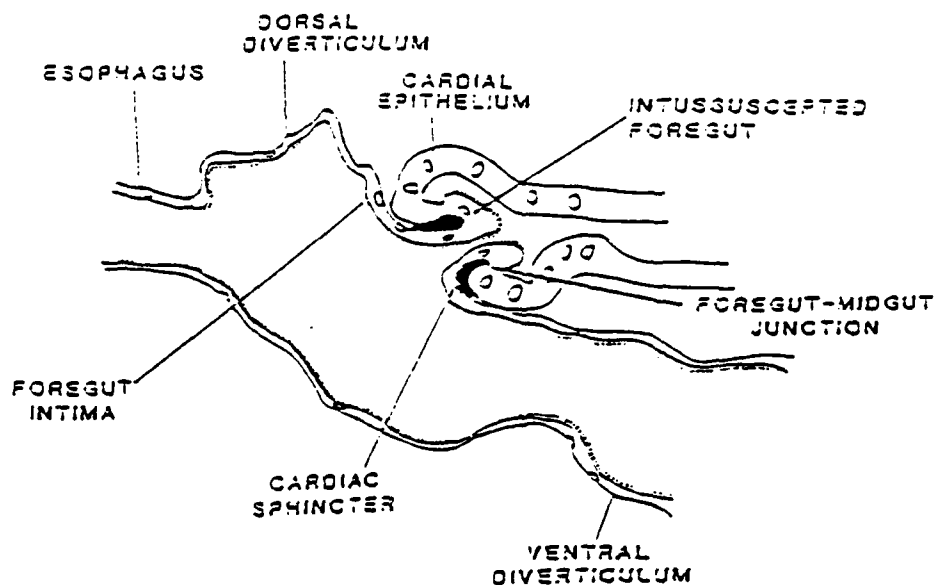 DORSAL
DIVERTICULUM
ESOPHAGUS
CARDIAL
EPITHELIUM
INTUSSUSCEPTED
FOREGUT
FOREGUT-MIDGUT
JUNCTION
FOREGUT
INTIMA
CARDIAC
SPHINCTER
VENTRAL
DIVERTICULUM